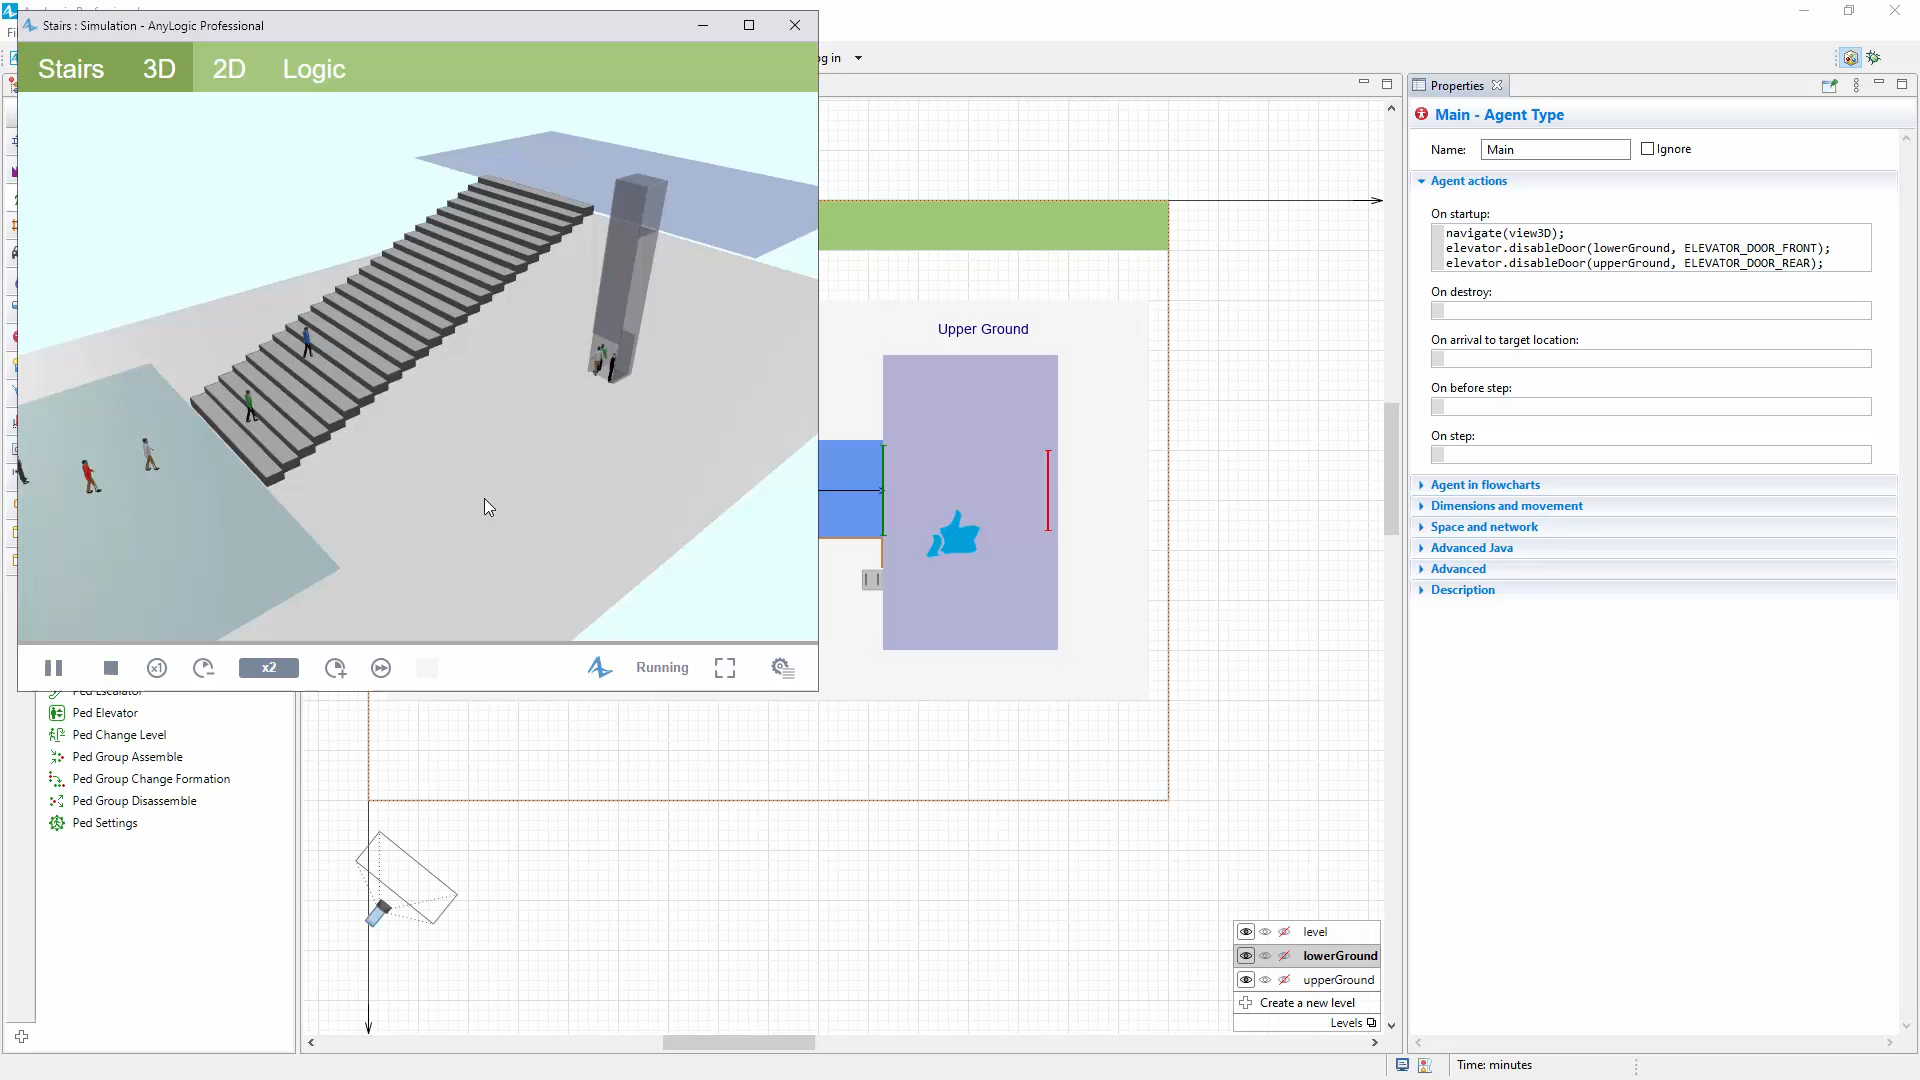 Stairs : Simulation - AnyLogic Professional
Stairs 3D 2D Logic
x2
Running
og in
Upper Ground
Ped Elevator
Ped Change Level
Ped Group Assemble
Ped Group Change Formation
Ped Group Disassemble
Ped Settings
level
lowerGround
upperGround
Create a new level
Levels
Properties
Main - Agent Type
Name: Main Ignore
Agent actions
On startup:
navigate(view3D);
elevator.disableDoor(lowerGround, ELEVATOR_DOOR_FRONT);
elevator.disableDoor(upperGround, ELEVATOR_DOOR_REAR);
On destroy:
On arrival to target location:
On before step:
On step:
Agent in flowcharts
Dimensions and movement
Space and network
Advanced Java
Advanced
Description
Time: minutes